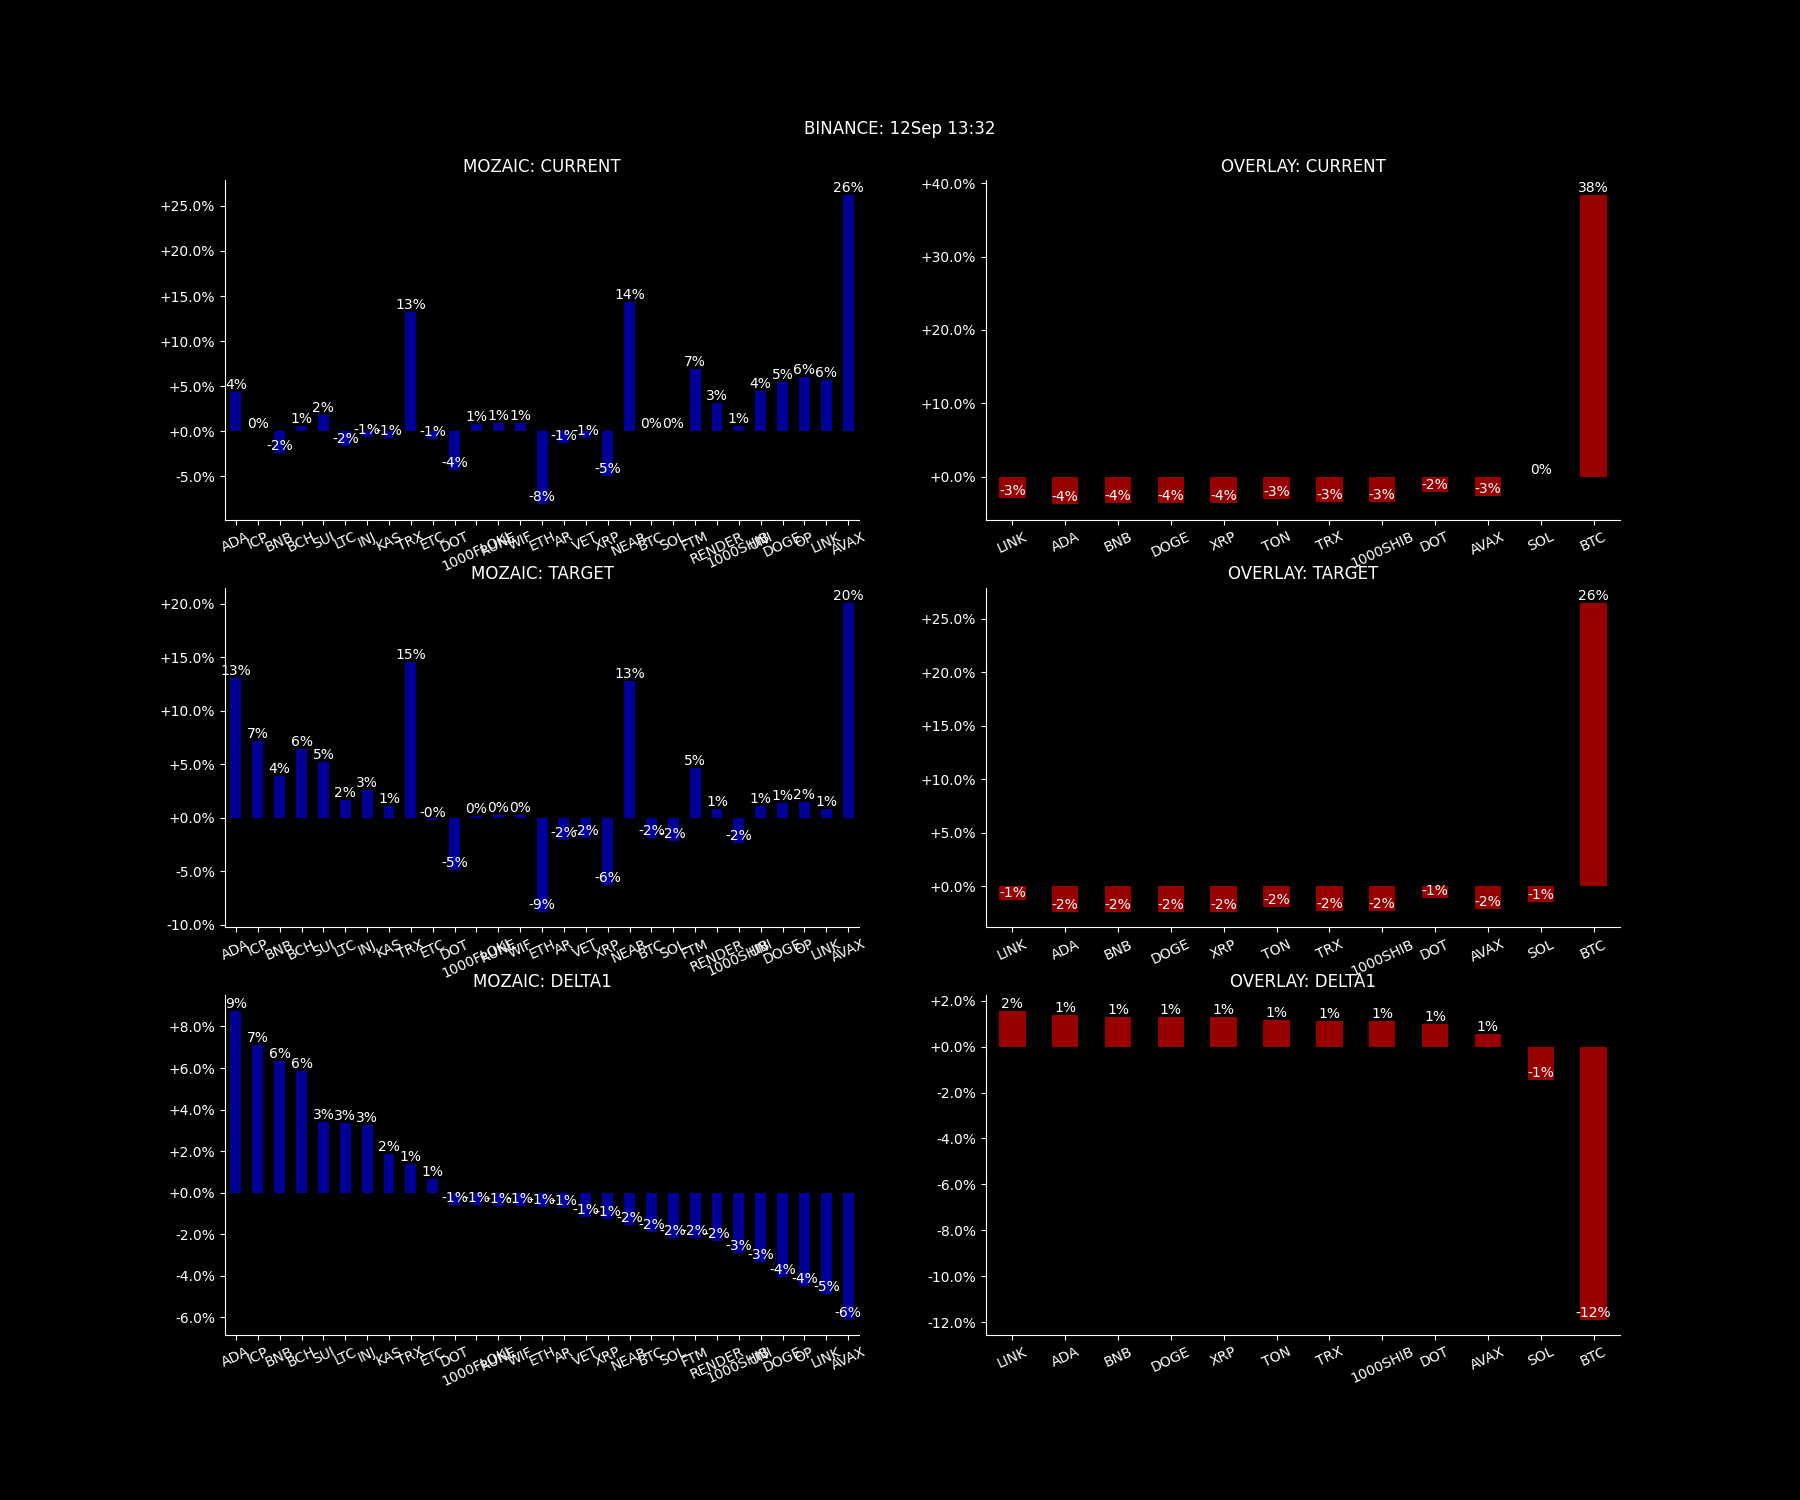 BINANCE: 12Sep 13:32
MOZAIC: CURRENT
+25.0%
+20.0%
+15.0%
+10.0%
+5.0%
+0.0%
-5.0%
4% 0% -2% 1% 2% -2% -1% -1% 13% -1% -4% 1% 1% 1% -8% -1% -1% -5% 14% 0% 0% 7% 3% 1% 4% 5% 6% 6% 26%
ADA ICP BNB BCH SUI LTC INJ KAS TRX ETC DOT WIF ETH AR VET XRP NEAR BTC SOL FTM RENDER 1000SHIB DOGE OP LINK AVAX
OVERLAY: CURRENT
+40.0%
+30.0%
+20.0%
+10.0%
+0.0%
-3% -4% -4% -4% -4% -3% -3% -3% -2% -3% 0% 38%
LINK ADA BNB DOGE XRP TON TRX 1000SHIB DOT AVAX SOL BTC
MOZAIC: TARGET
+20.0%
+15.0%
+10.0%
+5.0%
+0.0%
-5.0%
-10.0%
13% 7% 4% 6% 5% 2% 3% 1% 15% -0% -5% 0% 0% 0% -9% -2% -2% -6% 13% -2% -2% 5% 1% -2% 1% 1% 2% 1% 20%
ADA ICP BNB BCH SUI LTC INJ KAS TRX ETC DOT WIF ETH AR VET XRP NEAR BTC SOL FTM RENDER 1000SHIB DOGE OP LINK AVAX
OVERLAY: TARGET
+25.0%
+20.0%
+15.0%
+10.0%
+5.0%
+0.0%
-1% -2% -2% -2% -2% -2% -2% -2% -1% -2% -1% 26%
LINK ADA BNB DOGE XRP TON TRX 1000SHIB DOT AVAX SOL BTC
MOZAIC: DELTA1
+8.0%
+6.0%
+4.0%
+2.0%
+0.0%
-2.0%
-4.0%
-6.0%
9% 7% 6% 6% 3% 3% 3% 2% 1% 1% -1% -1% -1% -1% -1% -1% -1% -1% -2% -2% -2% -2% -2% -3% -3% -4% -4% -5% -6%
ADA ICP BNB BCH SUI LTC INJ KAS TRX ETC DOT WIF ETH AR VET XRP NEAR BTC SOL FTM RENDER 1000SHIB DOGE OP LINK AVAX
OVERLAY: DELTA1
+2.0%
+0.0%
-2.0%
-4.0%
-6.0%
-8.0%
-10.0%
-12.0%
2% 1% 1% 1% 1% 1% 1% 1% 1% 1% -1% -12%
LINK ADA BNB DOGE XRP TON TRX 1000SHIB DOT AVAX SOL BTC